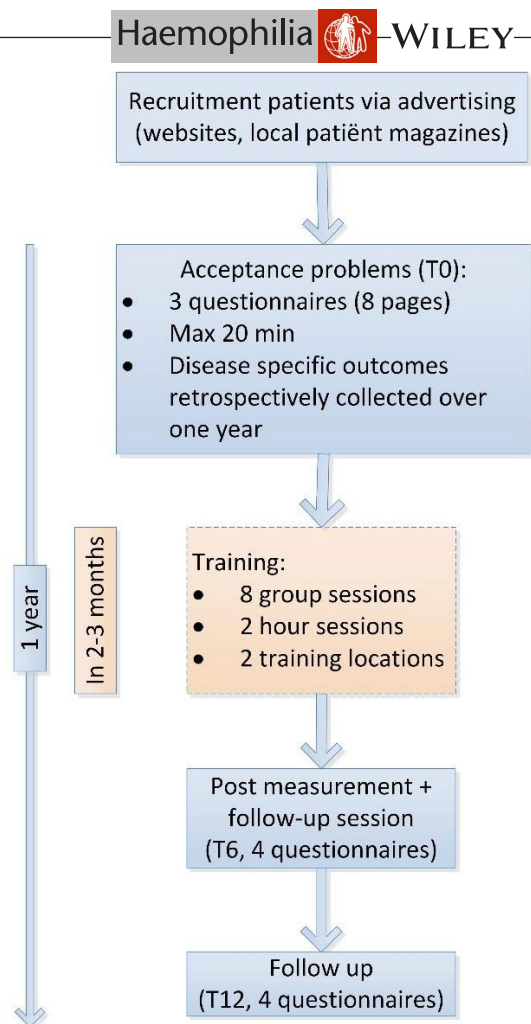 Haemophilia WILEY
Recruitment patients via advertising
(websites, local patiënt magazines)
Acceptance problems (T0):
• 3 questionnaires (8 pages)
• Max 20 min
• Disease specific outcomes
retrospectively collected over
one year
1 year
In 2-3 months
Training:
• 8 group sessions
• 2 hour sessions
• 2 training locations
Post measurement +
follow-up session
(T6, 4 questionnaires)
Follow up
(T12, 4 questionnaires)